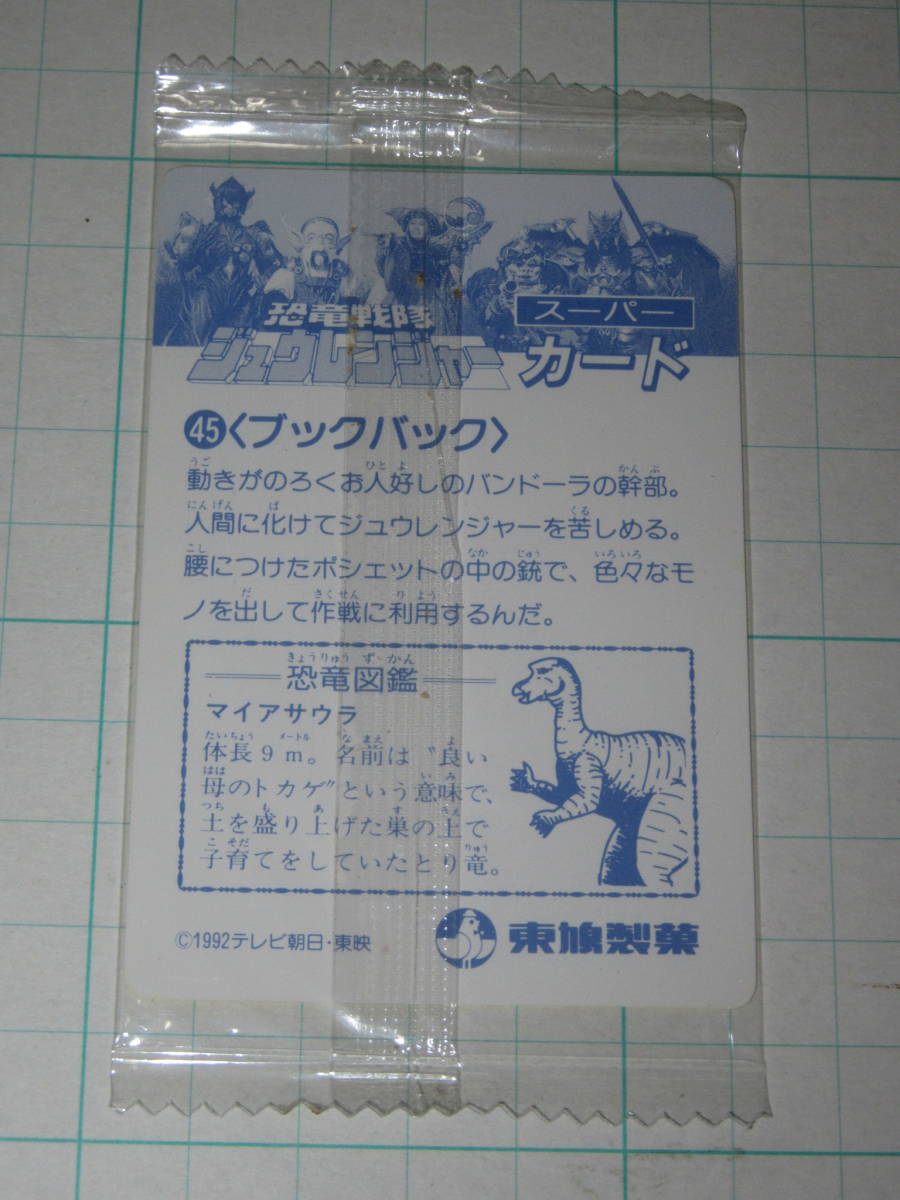 恐竜戦隊
ジュウレンジャー
スーパー
カード
45〈ブックバック〉
動きがのろくお人好しのバンドーラの幹部。
人間に化けてジュウレンジャーを苦しめる。
腰につけたポシェットの中の銃で、色々なモ
ノを出して作戦に利用するんだ。
恐竜図鑑
マイアサウラ
体長9m。名前は〝良い
母のトカゲ〟という意味で、
土を盛り上げた巣の上で
子育てをしていたとり竜。
©1992テレビ朝日・東映
東鳩製菓